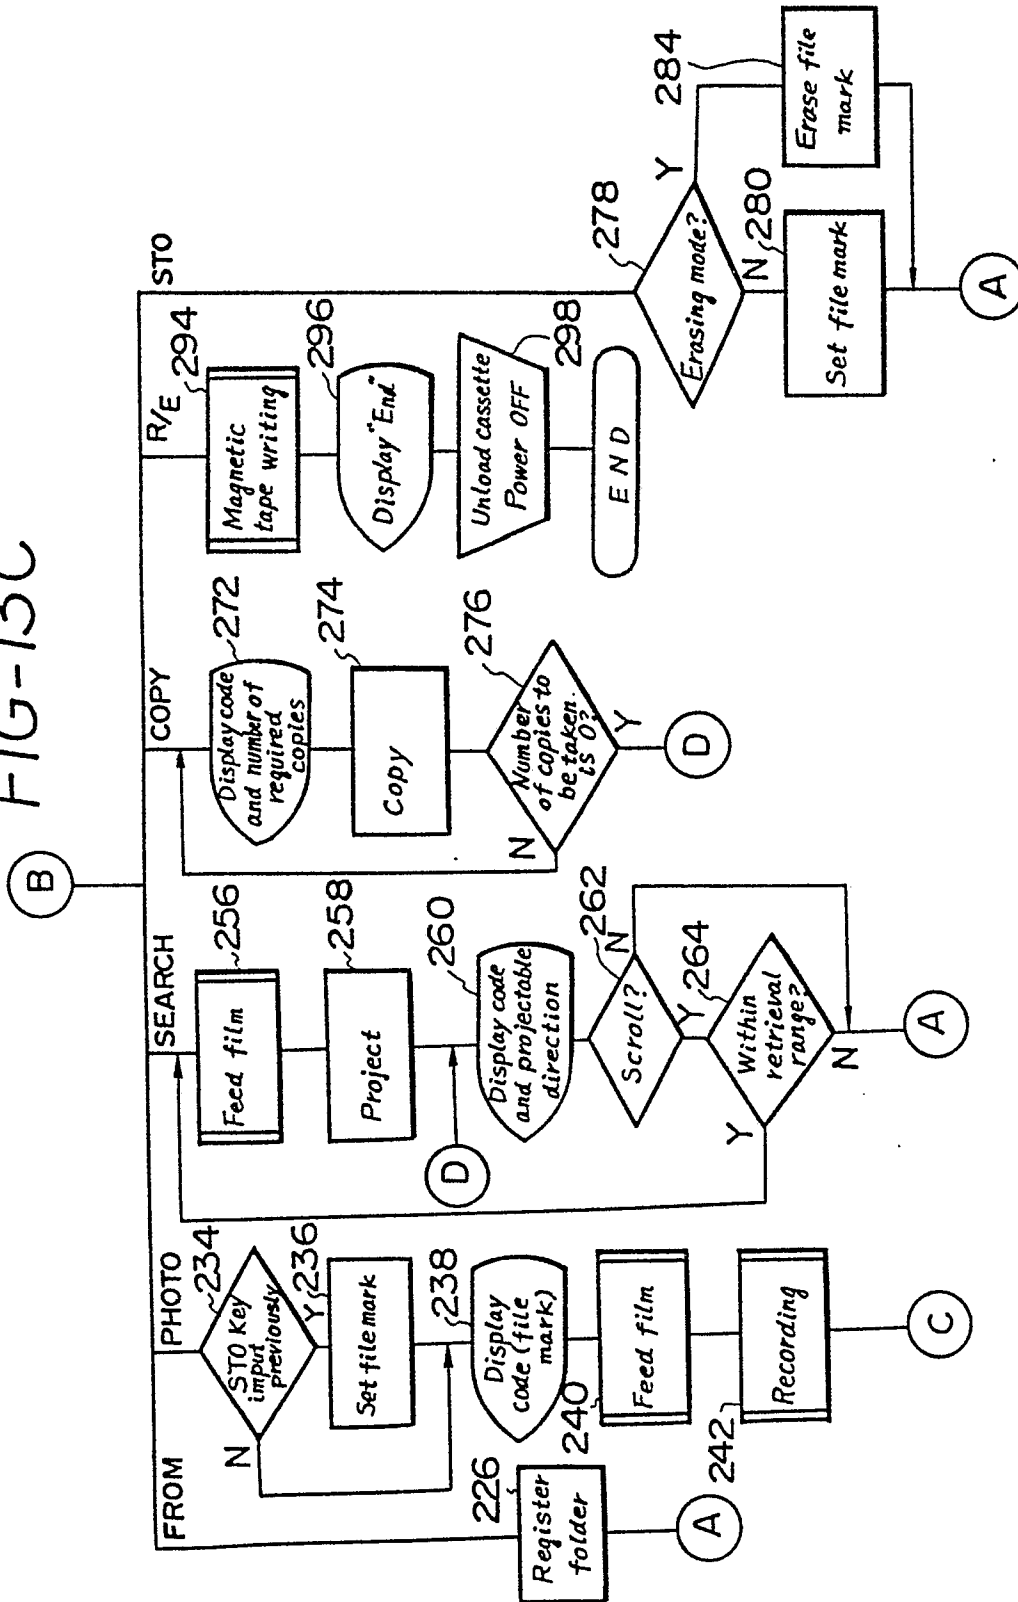 FIG-13C
B
FROM
226
Register
folder
A
PHOTO
234
STO Key
imput
previously
Y
N
236
Set file mark
238
Display
code (file
mark)
240
Feed film
242
Recording
C
SEARCH
256
Feed film
258
Project
D
260
Display code
and projectable
direction
262
Scroll?
N
Y
264
Within
retrieval
range?
Y
N
A
COPY
272
Display code
and number of
required
copies
274
Copy
276
Number
of copies to
be taken
is 0?
N
Y
D
R/E
294
Magnetic
tape writing
296
Display "End"
298
Unload cassette
Power OFF
END
STO
278
Erasing mode?
Y
N
280
Set file mark
284
Erase file
mark
A